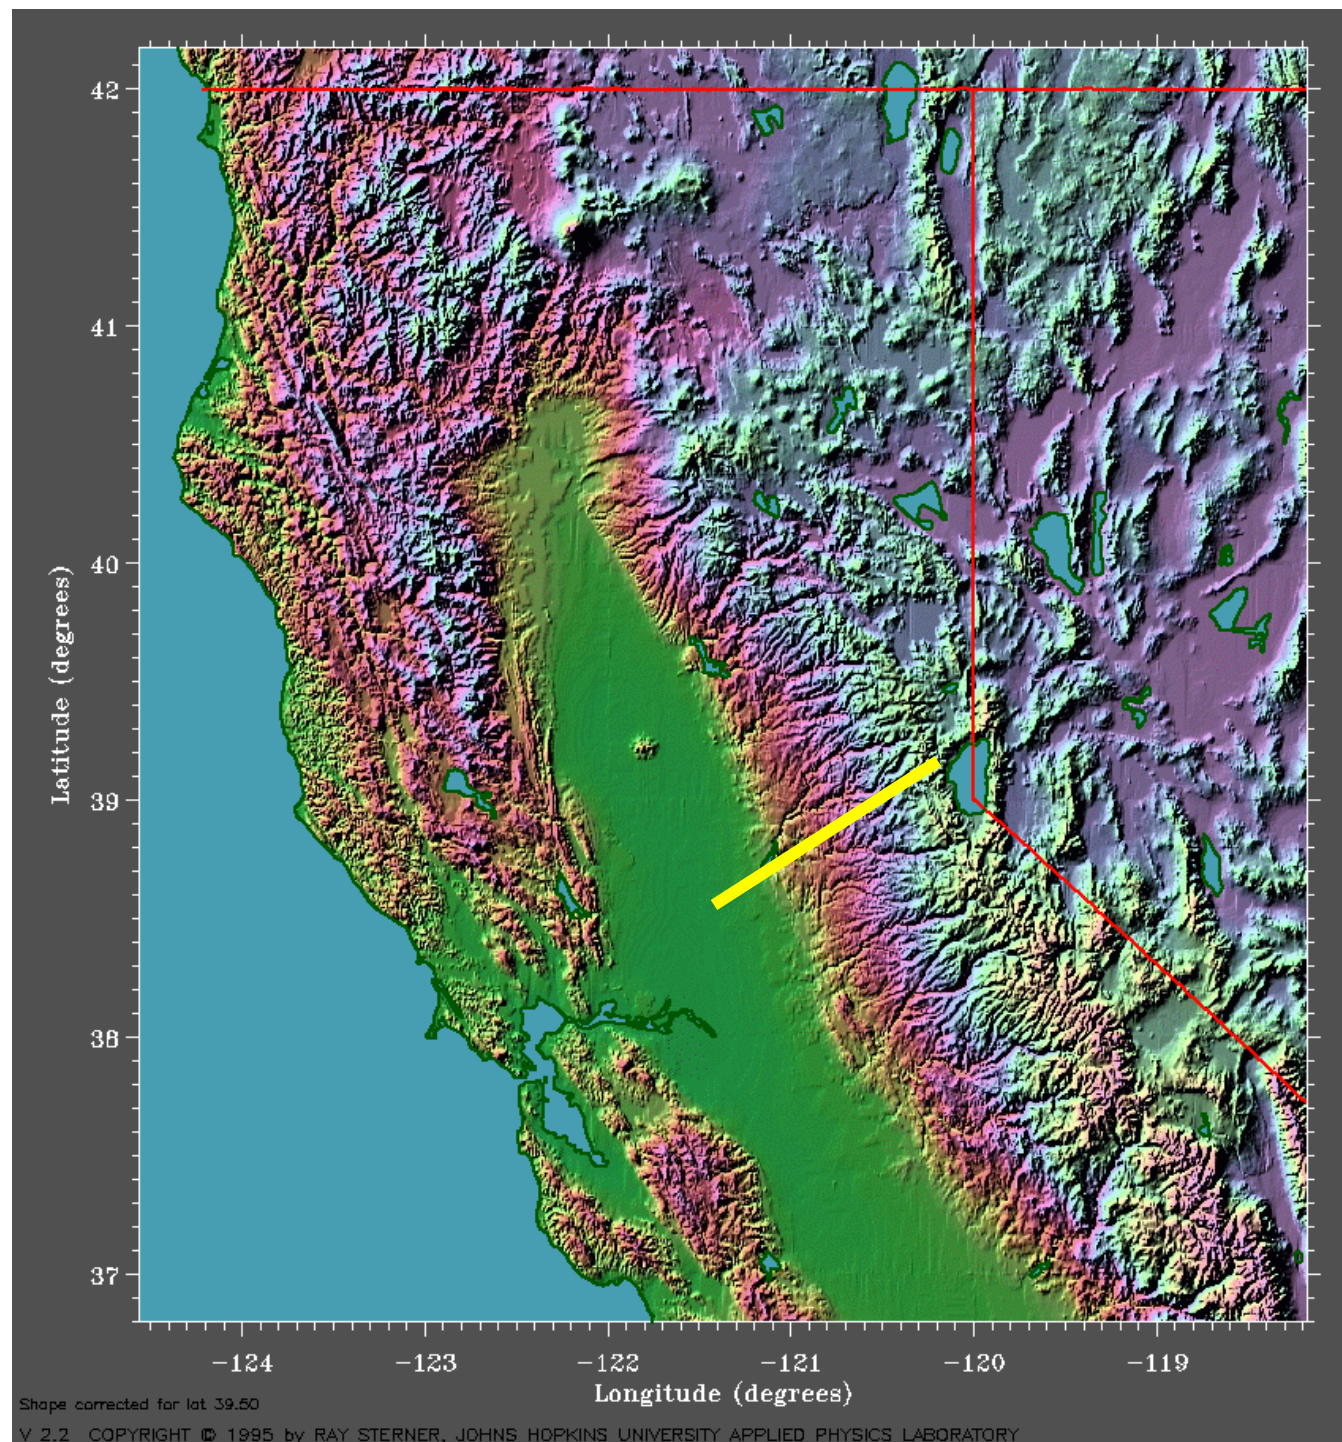 42
41
40
39
38
37
Latitude (degrees)
-124 -123 -122 -121 -120 -119
Longitude (degrees)
Shape corrected for lat 39.50
V 2.2 COPYRIGHT © 1995 by RAY STERNER, JOHNS HOPKINS UNIVERSITY APPLIED PHYSICS LABORATORY